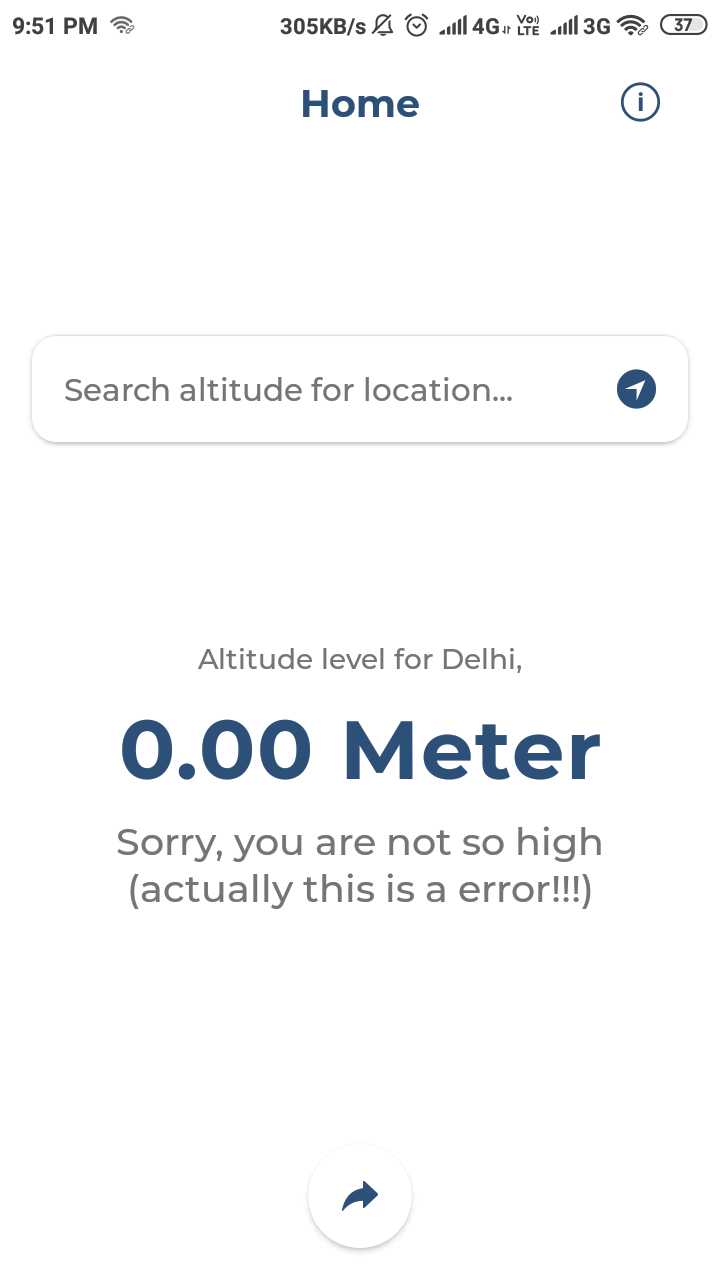 9:51 PM 305KB/s 4G Vo) LTE 3G 37
Home
Search altitude for location...
Altitude level for Delhi,
0.00 Meter
Sorry, you are not so high
(actually this is a error!!!)